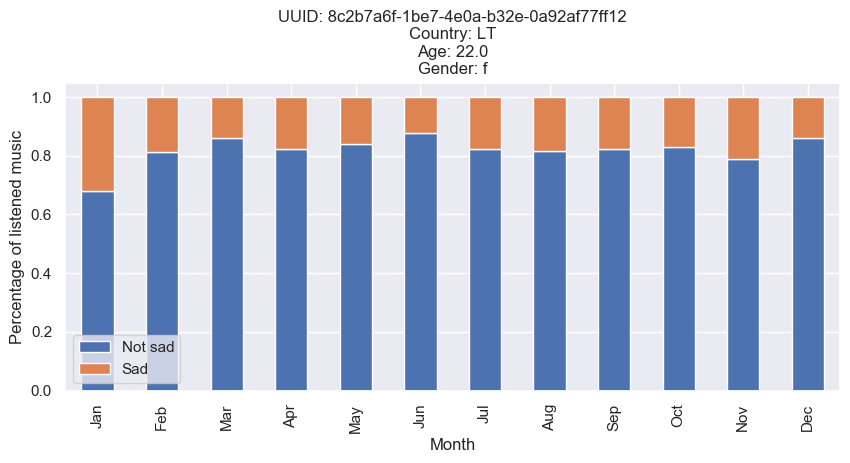 UUID: 8c2b7a6f-1be7-4e0a-b32e-0a92af77ff12
Country: LT
Age: 22.0
Gender: f
Percentage of listened music
1.0
0.8
0.6
0.4
0.2
0.0
Not sad
Sad
Jan Feb Mar Apr May Jun Jul Aug Sep Oct Nov Dec
Month